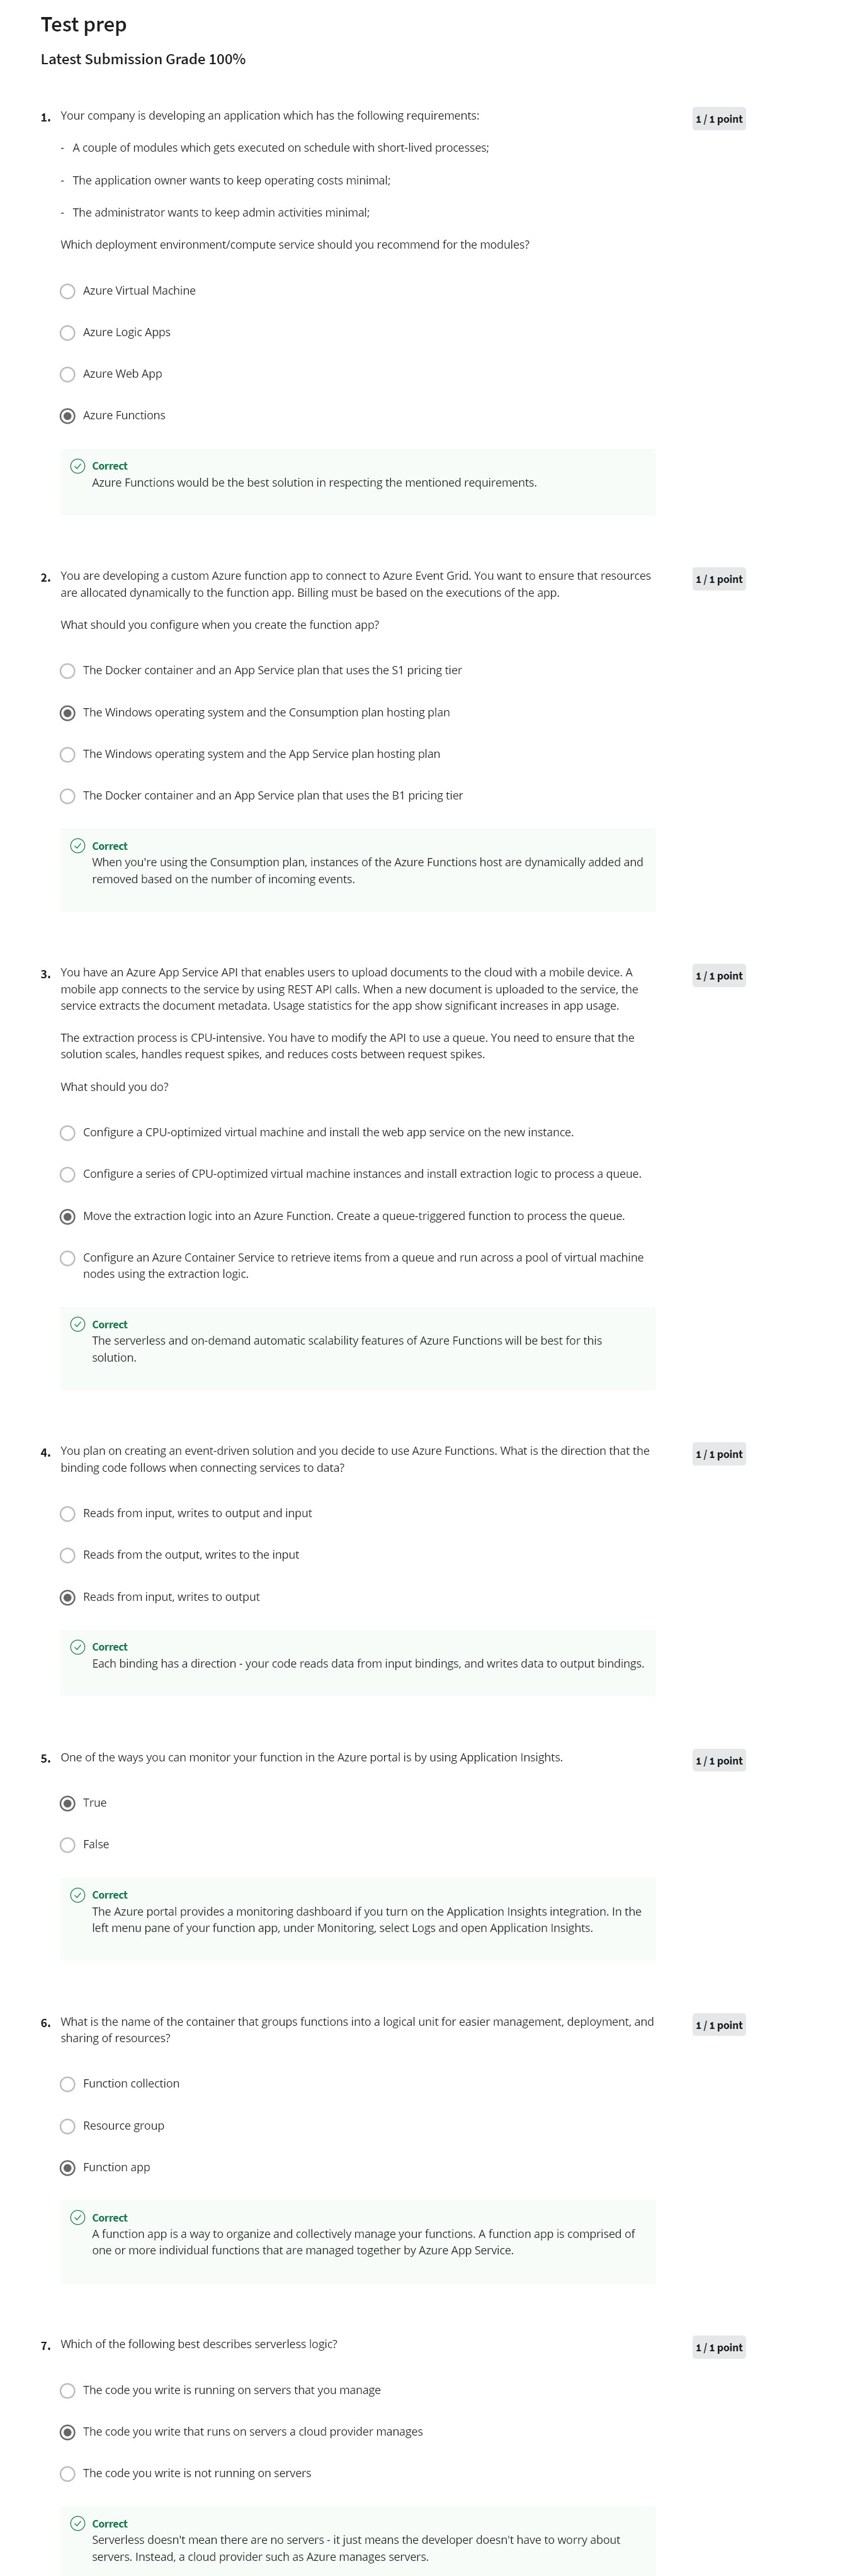 Test prep
Latest Submission Grade 100%
1. Your company is developing an application which has the following requirements:
1 / 1 point
- A couple of modules which gets executed on schedule with short-lived processes;
- The application owner wants to keep operating costs minimal;
- The administrator wants to keep admin activities minimal;
Which deployment environment/compute service should you recommend for the modules?
Azure Virtual Machine
Azure Logic Apps
Azure Web App
Azure Functions
Correct
Azure Functions would be the best solution in respecting the mentioned requirements.
2. You are developing a custom Azure function app to connect to Azure Event Grid. You want to ensure that resources
are allocated dynamically to the function app. Billing must be based on the executions of the app.
1 / 1 point
What should you configure when you create the function app?
The Docker container and an App Service plan that uses the S1 pricing tier
The Windows operating system and the Consumption plan hosting plan
The Windows operating system and the App Service plan hosting plan
The Docker container and an App Service plan that uses the B1 pricing tier
Correct
When you're using the Consumption plan, instances of the Azure Functions host are dynamically added and
removed based on the number of incoming events.
3. You have an Azure App Service API that enables users to upload documents to the cloud with a mobile device. A
mobile app connects to the service by using REST API calls. When a new document is uploaded to the service, the
service extracts the document metadata. Usage statistics for the app show significant increases in app usage.
1 / 1 point
The extraction process is CPU-intensive. You have to modify the API to use a queue. You need to ensure that the
solution scales, handles request spikes, and reduces costs between request spikes.
What should you do?
Configure a CPU-optimized virtual machine and install the web app service on the new instance.
Configure a series of CPU-optimized virtual machine instances and install extraction logic to process a queue.
Move the extraction logic into an Azure Function. Create a queue-triggered function to process the queue.
Configure an Azure Container Service to retrieve items from a queue and run across a pool of virtual machine
nodes using the extraction logic.
Correct
The serverless and on-demand automatic scalability features of Azure Functions will be best for this
solution.
4. You plan on creating an event-driven solution and you decide to use Azure Functions. What is the direction that the
binding code follows when connecting services to data?
1 / 1 point
Reads from input, writes to output and input
Reads from the output, writes to the input
Reads from input, writes to output
Correct
Each binding has a direction - your code reads data from input bindings, and writes data to output bindings.
5. One of the ways you can monitor your function in the Azure portal is by using Application Insights.
1 / 1 point
True
False
Correct
The Azure portal provides a monitoring dashboard if you turn on the Application Insights integration. In the
left menu pane of your function app, under Monitoring, select Logs and open Application Insights.
6. What is the name of the container that groups functions into a logical unit for easier management, deployment, and
sharing of resources?
1 / 1 point
Function collection
Resource group
Function app
Correct
A function app is a way to organize and collectively manage your functions. A function app is comprised of
one or more individual functions that are managed together by Azure App Service.
7. Which of the following best describes serverless logic?
1 / 1 point
The code you write is running on servers that you manage
The code you write that runs on servers a cloud provider manages
The code you write is not running on servers
Correct
Serverless doesn't mean there are no servers - it just means the developer doesn't have to worry about
servers. Instead, a cloud provider such as Azure manages servers.